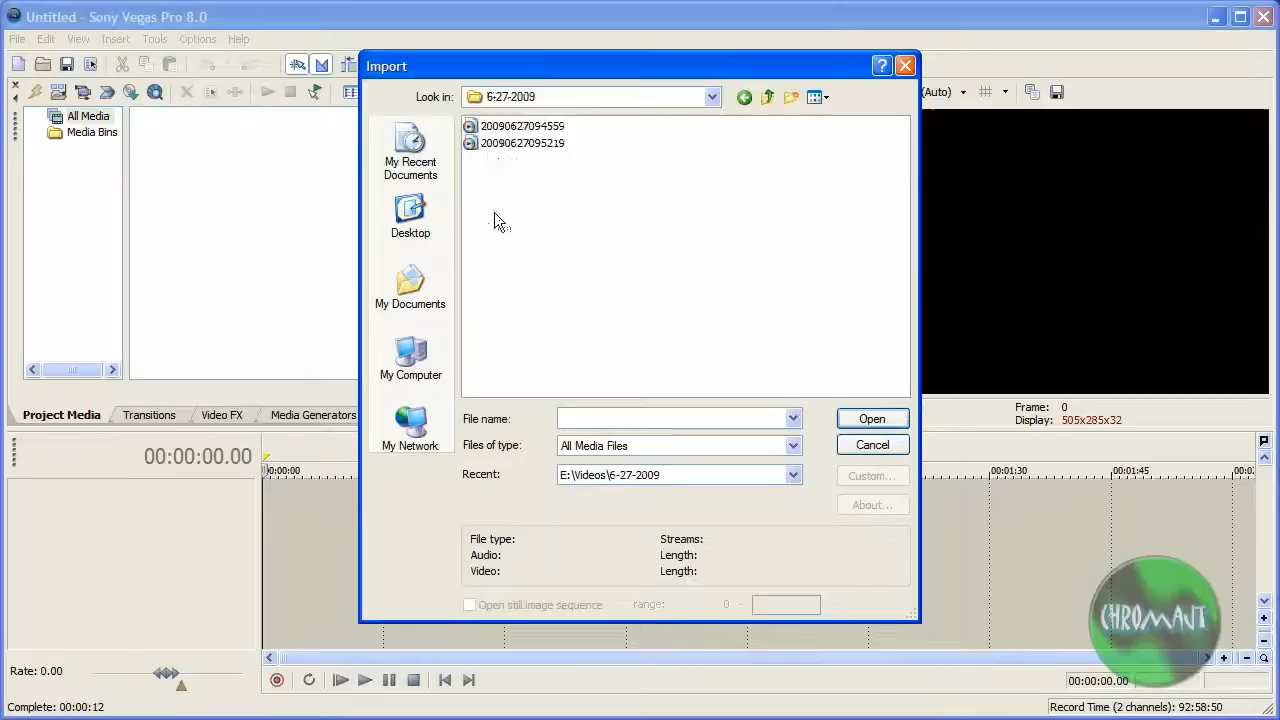 Untitled - Sony Vegas Pro 8.0
File Edit View Insert Tools Options Help
Import
Look in: 6-27-2009
(Auto)
All Media
Media Bins
20090627094559
20090627095219
My Recent
Documents
Desktop
My Documents
My Computer
My Network
File name:
Open
Files of type: All Media Files
Cancel
Recent: E:\Videos\6-27-2009
Custom...
About...
File type:
Streams:
Audio:
Length:
Video:
Length:
Open still image sequence range: 0 -
Project Media Transitions Video FX Media Generators
Frame: 0
Display: 505x285x32
00:00:00.00
0:00:00
00:01:30
00:01:45
Rate: 0.00
CHROMANT
00:00:00.00
Complete: 00:00:12
Record Time (2 channels): 92:58:50